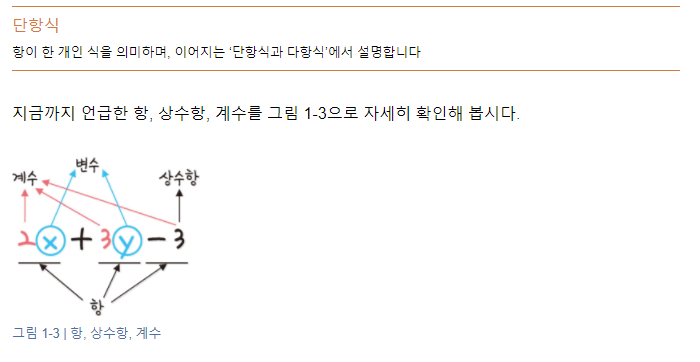 단항식
항이 한 개인 식을 의미하며, 이어지는 ‘단항식과 다항식’에서 설명합니다
지금까지 언급한 항, 상수항, 계수를 그림 1-3으로 자세히 확인해 봅시다.
변수
계수 상수항
2x + 3y - 3
항
그림 1-3 | 항, 상수항, 계수